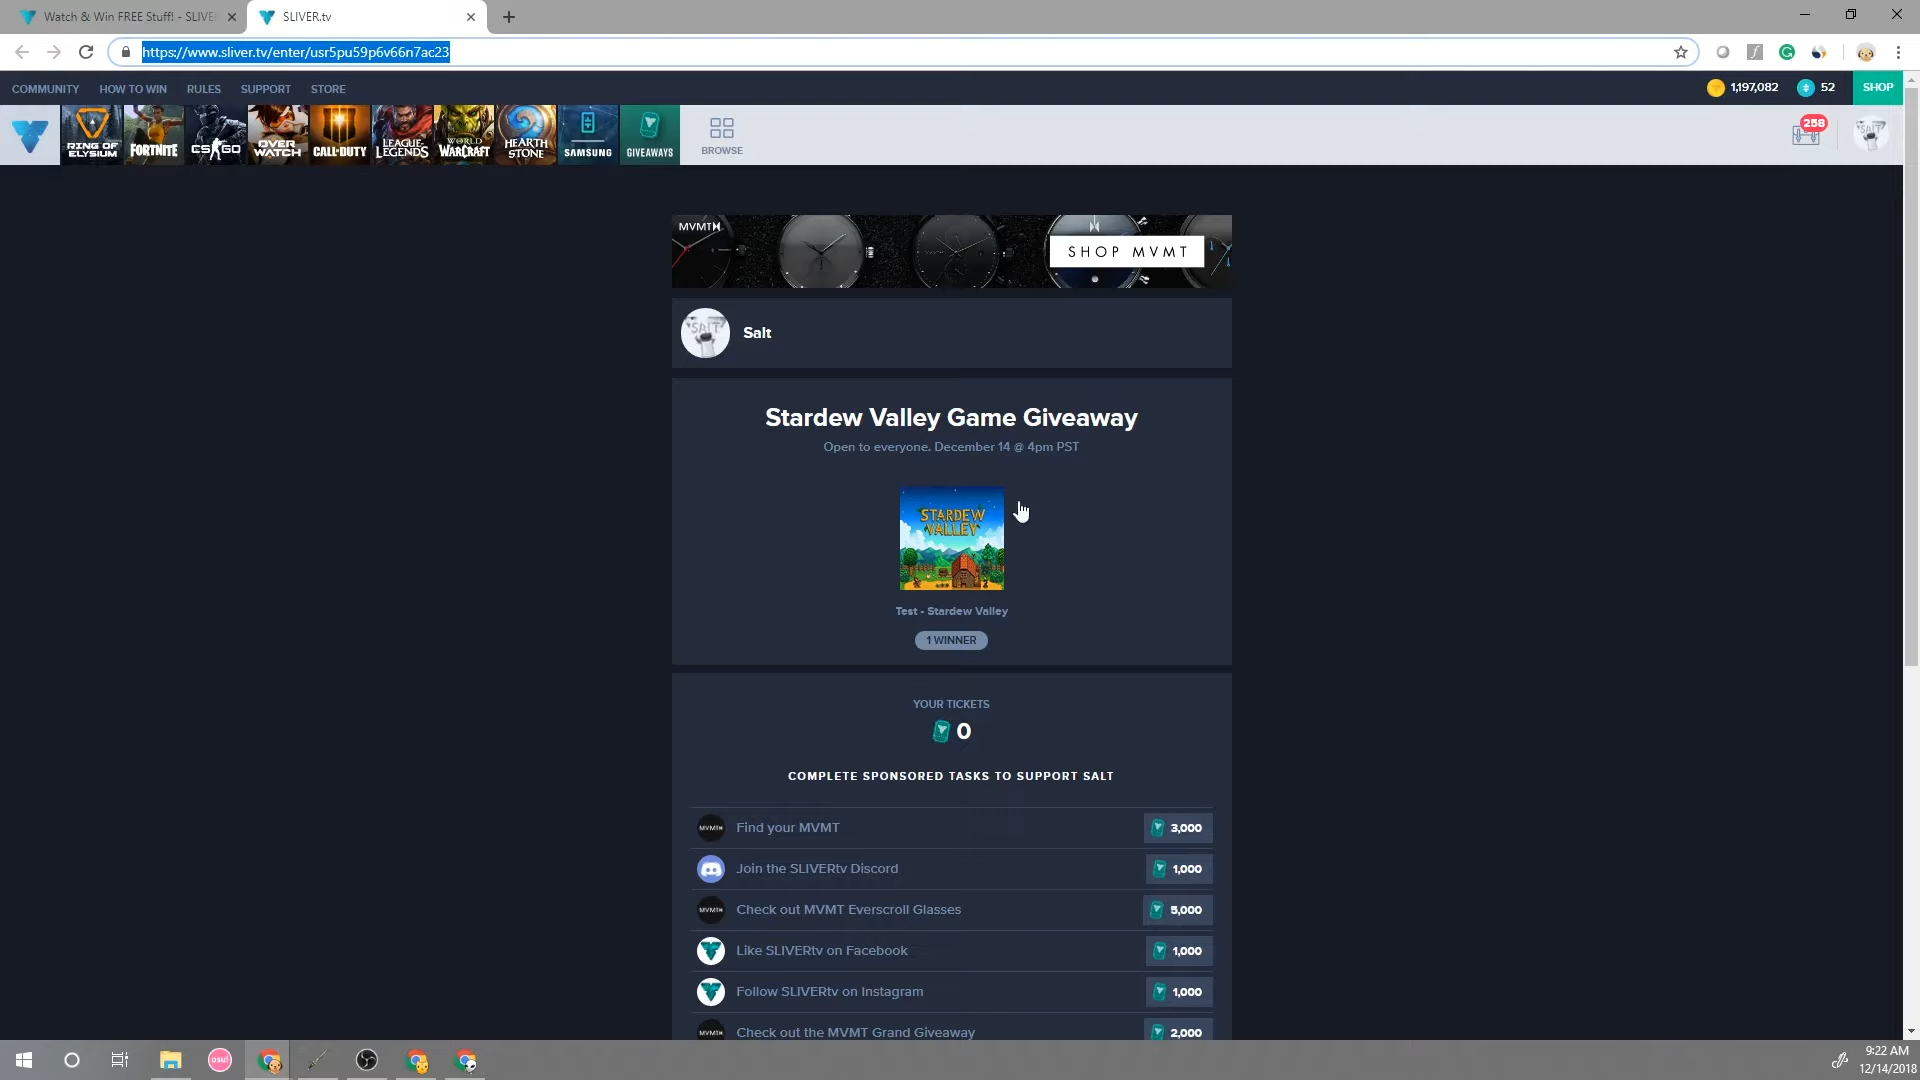 Watch & Win FREE Stuff! - SLIVER
SLIVER.tv
https://www.sliver.tv/enter/usr5pu59p6v66n7ac23
COMMUNITY HOW TO WIN RULES SUPPORT STORE
1,197,082 52 SHOP
RING OF ELYSIUM
FORTNITE
CS:GO
OVERWATCH
CALL OF DUTY
LEAGUE OF LEGENDS
WORLD OF WARCRAFT
HEARTHSTONE
SAMSUNG
GIVEAWAYS
BROWSE
258
MVMT
SHOP MVMT
SALT
Salt
Stardew Valley Game Giveaway
Open to everyone. December 14 @ 4pm PST
STARDEW
VALLEY
Test - Stardew Valley
1 WINNER
YOUR TICKETS
0
COMPLETE SPONSORED TASKS TO SUPPORT SALT
MVMT Find your MVMT 3,000
Join the SLIVERtv Discord 1,000
MVMT Check out MVMT Everscroll Glasses 5,000
Like SLIVERtv on Facebook 1,000
Follow SLIVERtv on Instagram 1,000
MVMT Check out the MVMT Grand Giveaway 2,000
osu!
9:22 AM
12/14/2018